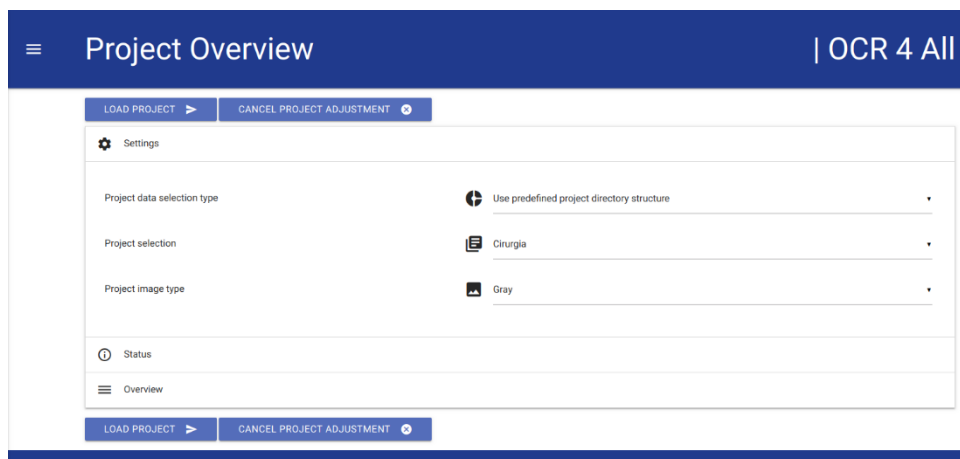 Project Overview | OCR 4 All
LOAD PROJECT CANCEL PROJECT ADJUSTMENT
Settings
Project data selection type Use predefined project directory structure
Project selection Cirurgia
Project image type Gray
Status
Overview
LOAD PROJECT CANCEL PROJECT ADJUSTMENT